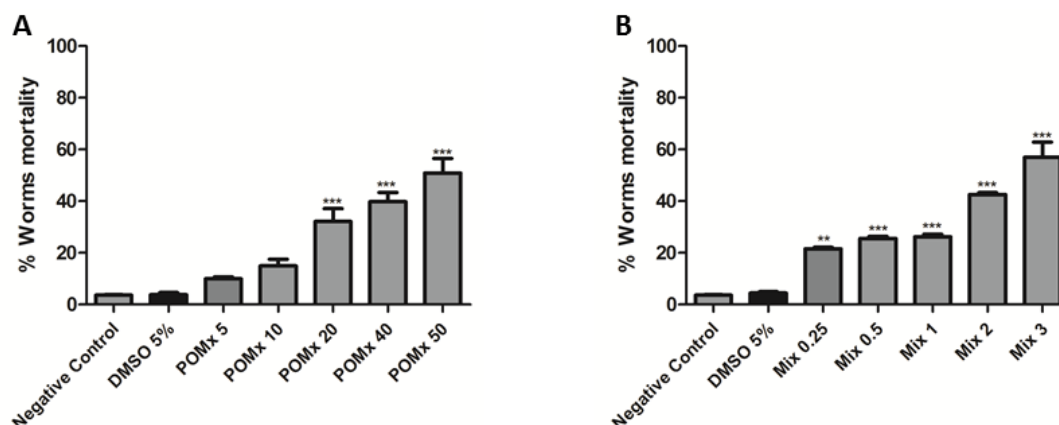 A
% Worms mortality
100
80
60
40
20
0
***
***
***
Negative Control
DMSO 5%
POMx 5
POMx 10
POMx 20
POMx 40
POMx 50
B
% Worms mortality
100
80
60
40
20
0
**
***
***
***
***
Negative Control
DMSO 5%
Mix 0.25
Mix 0.5
Mix 1
Mix 2
Mix 3